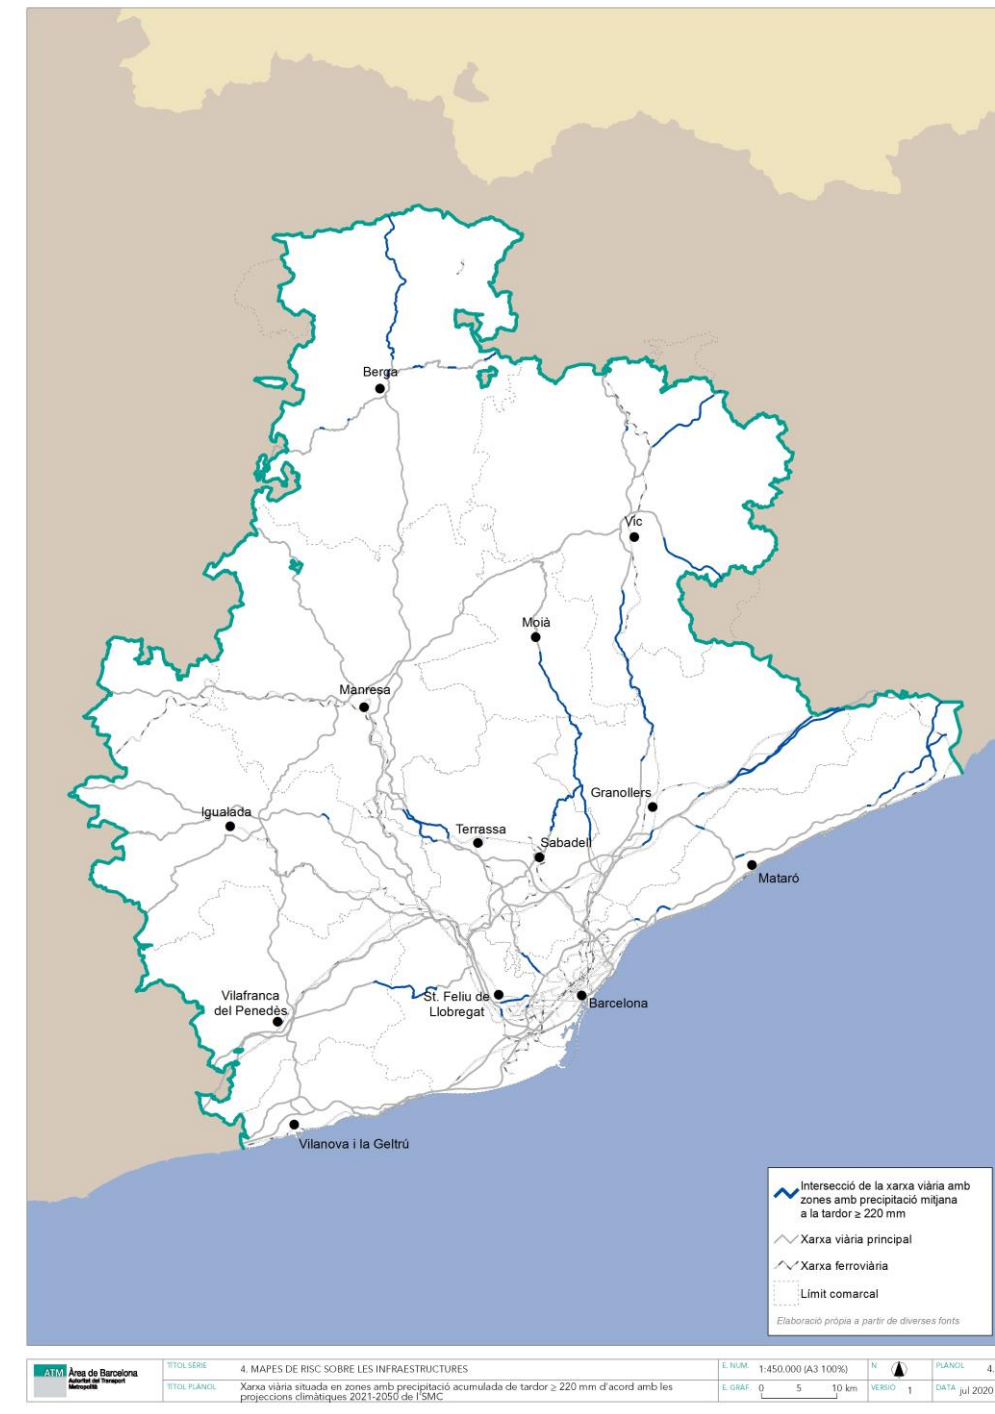 Berga
Vic
Moià
Manresa
Igualada
Granollers
Terrassa
Sabadell
Mataró
Vilafranca
del Penedès
St. Feliu de
Llobregat
Barcelona
Vilanova i la Geltrú
Intersecció de la xarxa viària amb
zones amb precipitació mitjana
a la tardor ≥ 220 mm
Xarxa viària principal
Xarxa ferroviària
Límit comarcal
Elaboració pròpia a partir de diverses fonts
ATM Àrea de Barcelona
Autoritat del Transport
Metropolità
TÍTOL SÈRIE 4. MAPES DE RISC SOBRE LES INFRAESTRUCTURES
TÍTOL PLÀNOL Xarxa viària situada en zones amb precipitació acumulada de tardor ≥ 220 mm d'acord amb les
projeccions climàtiques 2021-2050 de l'SMC
E. NUM. 1:450.000 (A3 100%)
E. GRÀF. 0 5 10 km
N
VERSIÓ 1
PLÀNOL 4.
DATA jul 2020